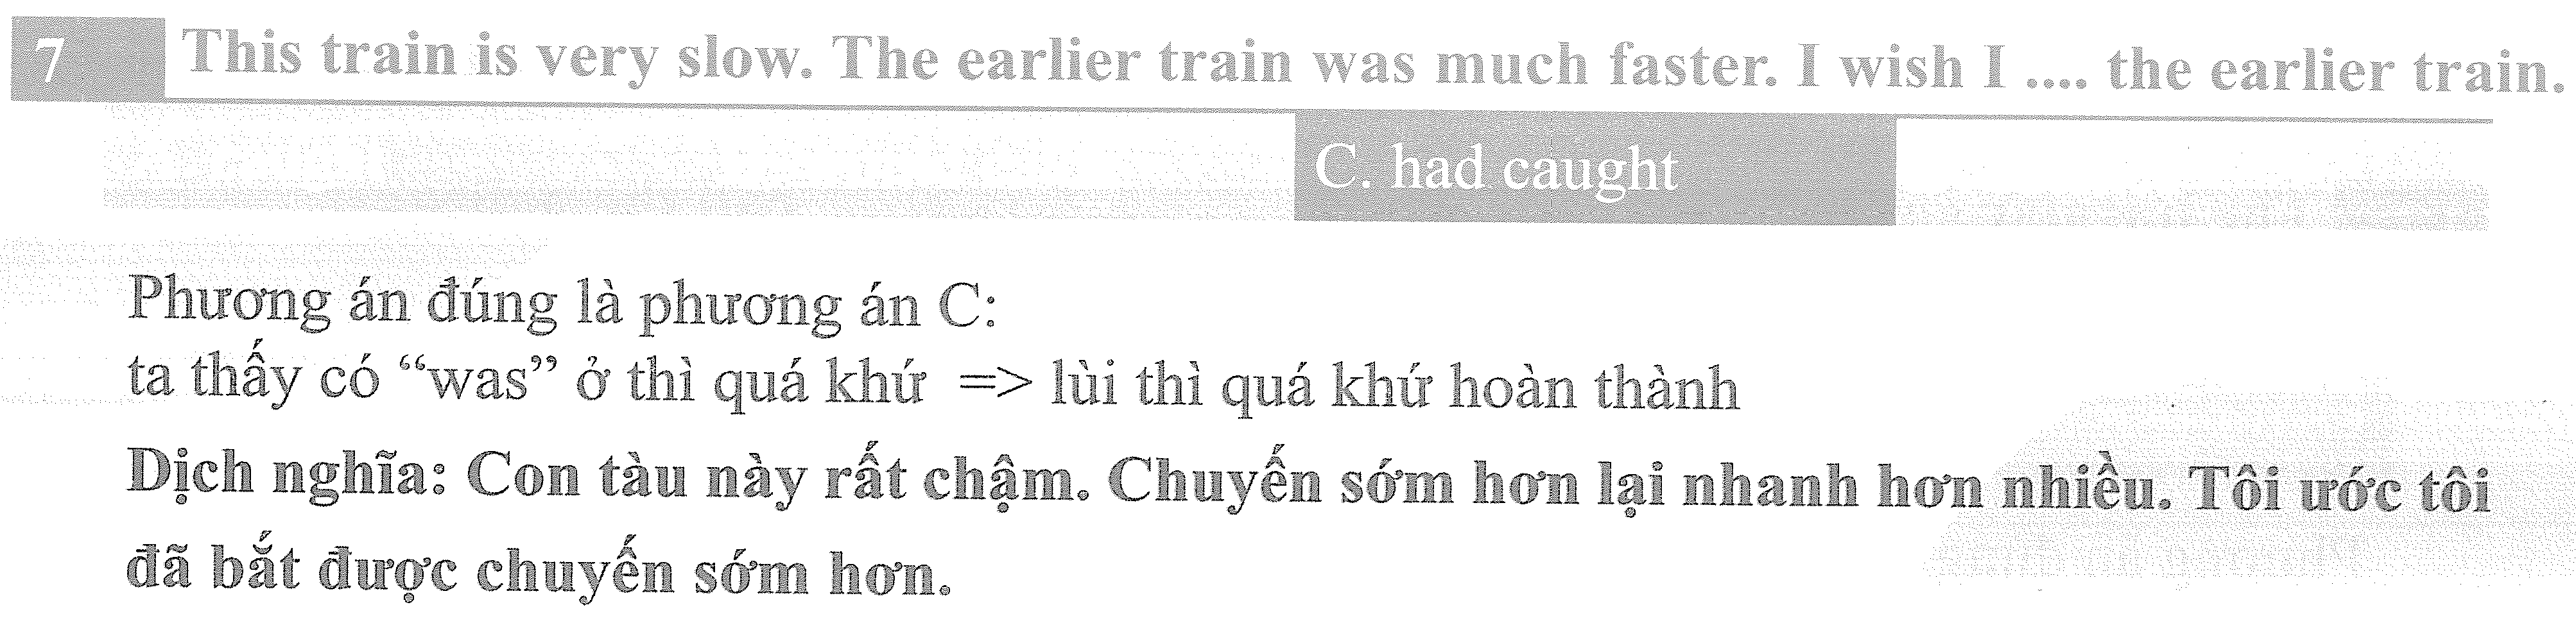 7 This train is very slow. The earlier train was much faster. I wish I .... the earlier train.
C. had caught
Phương án đúng là phương án C:
ta thấy có “was” ở thì quá khứ => lùi thì quá khứ hoàn thành
Dịch nghĩa: Con tàu này rất chậm. Chuyến sớm hơn lại nhanh hơn nhiều. Tôi ước tôi
đã bắt được chuyến sớm hơn.